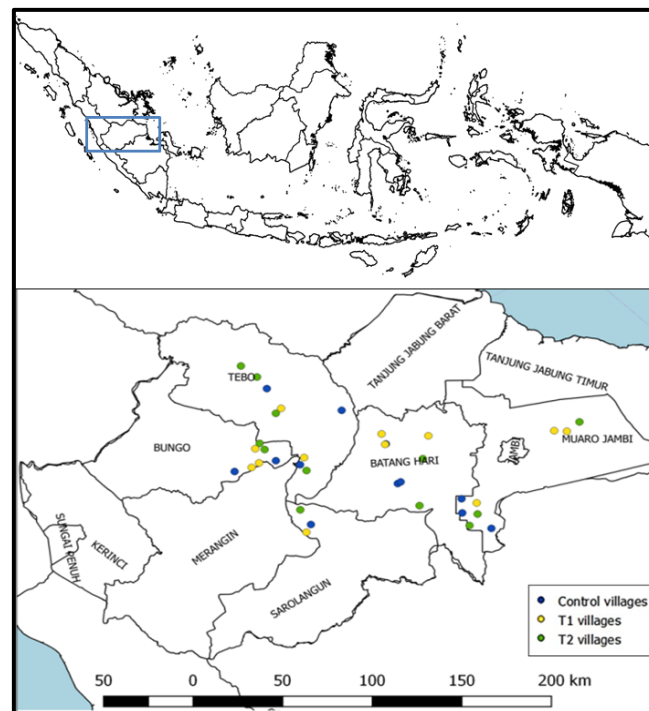 TANJUNG JABUNG BARAT
TANJUNG JABUNG TIMUR
TEBO
BUNGO
BATANG HARI
JAMBI
MUARO JAMBI
SUNGAI PENUH
KERINCI
MERANGIN
SAROLANGUN
Control villages
T1 villages
T2 villages
50 0 50 100 150 200 km